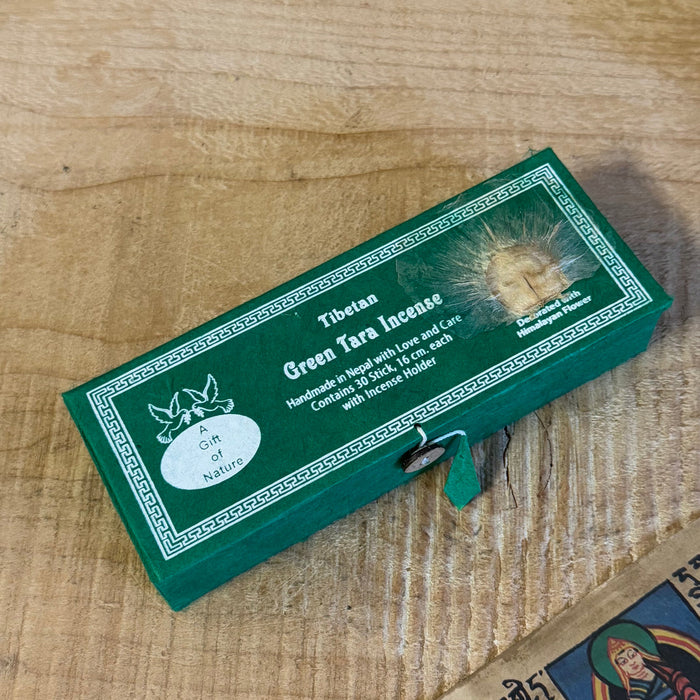 Tibetan
Green Tara Incense
Handmade in Nepal with Love and Care
Contains 30 Stick, 16 cm. each
with Incense Holder
A
Gift
of
Nature
Decorated with
Himalayan Flower